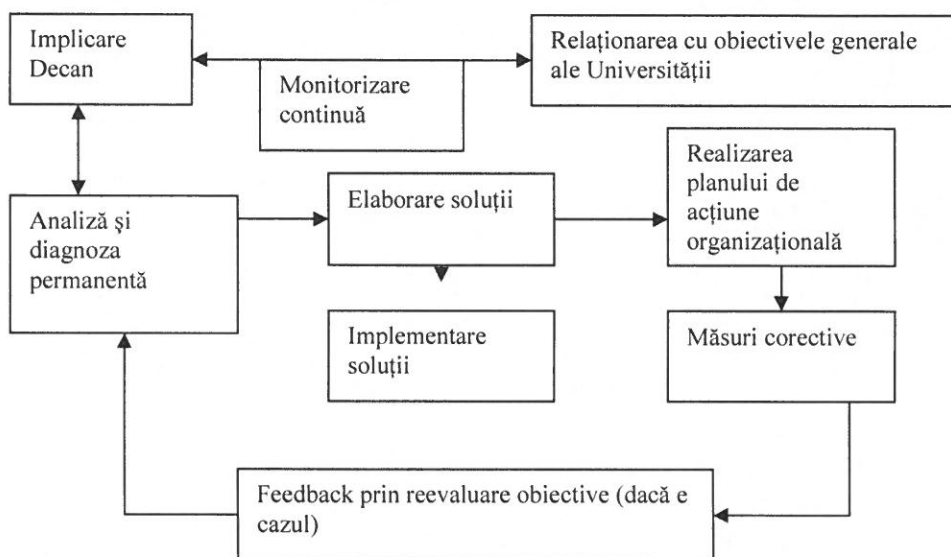 Implicare
Decan
Relaționarea cu obiectivele generale
ale Universității
Monitorizare
continuă
Analiză și
diagnoza
permanentă
Elaborare soluții
Realizarea
planului de
acțiune
organizațională
Implementare
soluții
Măsuri corective
Feedback prin reevaluare obiective (dacă e
cazul)